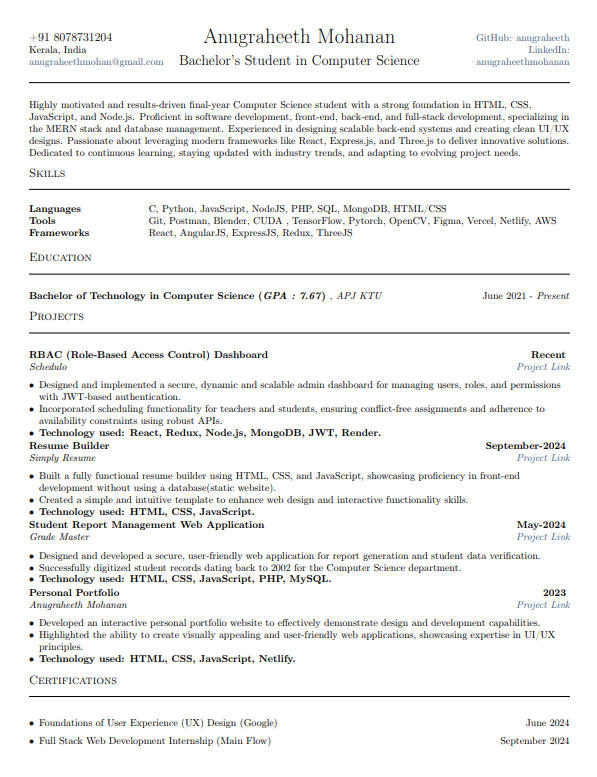 +91 8078731204
Kerala, India
anugraheethmohan@gmail.com
Anugraheeth Mohanan
Bachelor's Student in Computer Science
GitHub: anugraheeth
LinkedIn:
anugraheethmohanan
Highly motivated and results-driven final-year Computer Science student with a strong foundation in HTML, CSS,
JavaScript, and Node.js. Proficient in software development, front-end, back-end, and full-stack development, specializing in
the MERN stack and database management. Experienced in designing scalable back-end systems and creating clean UI/UX
designs. Passionate about leveraging modern frameworks like React, Express.js, and Three.js to deliver innovative solutions.
Dedicated to continuous learning, staying updated with industry trends, and adapting to evolving project needs.
Skills
Languages C, Python, JavaScript, NodeJS, PHP, SQL, MongoDB, HTML/CSS
Tools Git, Postman, Blender, CUDA , TensorFlow, Pytorch, OpenCV, Figma, Vercel, Netlify, AWS
Frameworks React, AngularJS, ExpressJS, Redux, ThreeJS
Education
Bachelor of Technology in Computer Science (GPA : 7.67) , APJ KTU June 2021 - Present
Projects
RBAC (Role-Based Access Control) Dashboard Recent
Schedulo Project Link
• Designed and implemented a secure, dynamic and scalable admin dashboard for managing users, roles, and permissions
with JWT-based authentication.
• Incorporated scheduling functionality for teachers and students, ensuring conflict-free assignments and adherence to
availability constraints using robust APIs.
• Technology used: React, Redux, Node.js, MongoDB, JWT, Render.
Resume Builder September-2024
Simply Resume Project Link
• Built a fully functional resume builder using HTML, CSS, and JavaScript, showcasing proficiency in front-end
development without using a database(static website).
• Created a simple and intuitive template to enhance web design and interactive functionality skills.
• Technology used: HTML, CSS, JavaScript.
Student Report Management Web Application May-2024
Grade Master Project Link
• Designed and developed a secure, user-friendly web application for report generation and student data verification.
• Successfully digitized student records dating back to 2002 for the Computer Science department.
• Technology used: HTML, CSS, JavaScript, PHP, MySQL.
Personal Portfolio 2023
Anugraheeth Mohanan Project Link
• Developed an interactive personal portfolio website to effectively demonstrate design and development capabilities.
• Highlighted the ability to create visually appealing and user-friendly web applications, showcasing expertise in UI/UX
principles.
• Technology used: HTML, CSS, JavaScript, Netlify.
Certifications
• Foundations of User Experience (UX) Design (Google) June 2024
• Full Stack Web Development Internship (Main Flow) September 2024